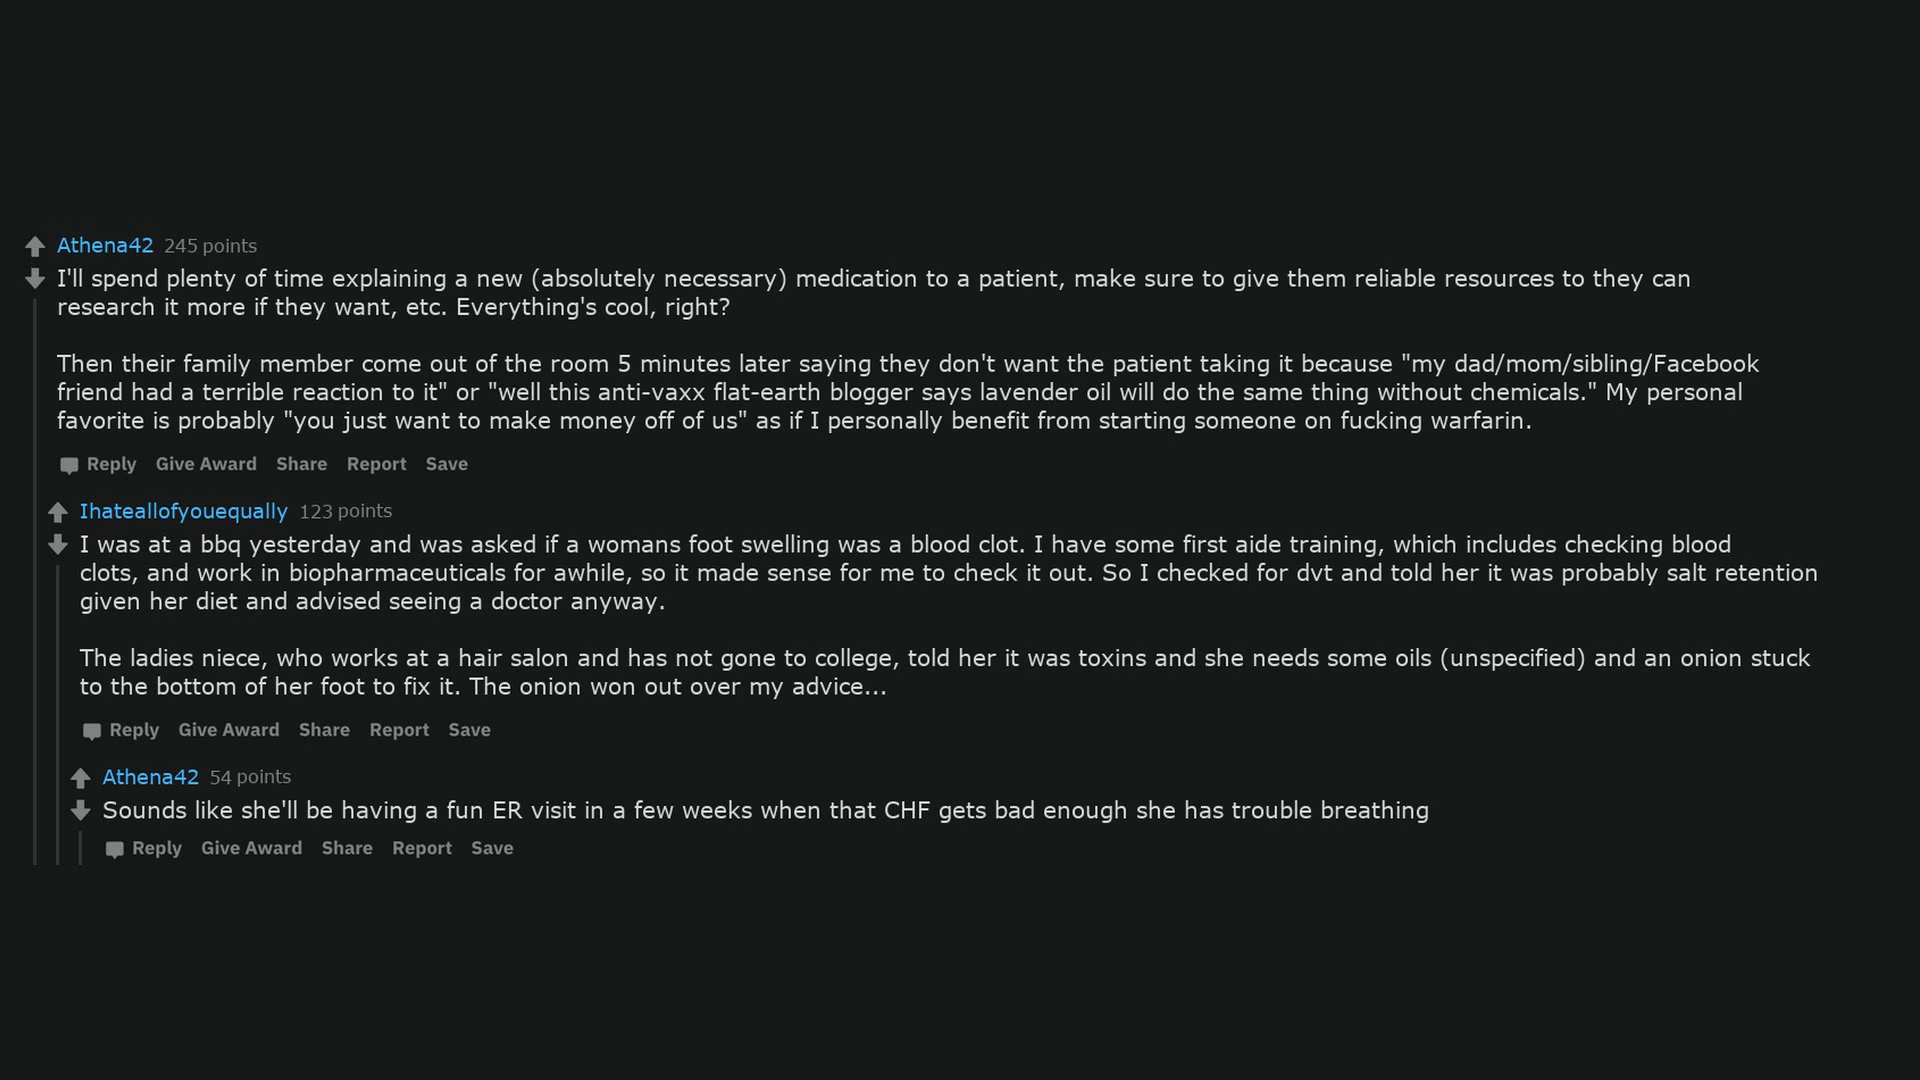 Athena42 245 points
I'll spend plenty of time explaining a new (absolutely necessary) medication to a patient, make sure to give them reliable resources to they can
research it more if they want, etc. Everything's cool, right?
Then their family member come out of the room 5 minutes later saying they don't want the patient taking it because "my dad/mom/sibling/Facebook
friend had a terrible reaction to it" or "well this anti-vaxx flat-earth blogger says lavender oil will do the same thing without chemicals." My personal
favorite is probably "you just want to make money off of us" as if I personally benefit from starting someone on fucking warfarin.
Reply Give Award Share Report Save
Ihateallofyouequally 123 points
I was at a bbq yesterday and was asked if a womans foot swelling was a blood clot. I have some first aide training, which includes checking blood
clots, and work in biopharmaceuticals for awhile, so it made sense for me to check it out. So I checked for dvt and told her it was probably salt retention
given her diet and advised seeing a doctor anyway.
The ladies niece, who works at a hair salon and has not gone to college, told her it was toxins and she needs some oils (unspecified) and an onion stuck
to the bottom of her foot to fix it. The onion won out over my advice...
Reply Give Award Share Report Save
Athena42 54 points
Sounds like she'll be having a fun ER visit in a few weeks when that CHF gets bad enough she has trouble breathing
Reply Give Award Share Report Save